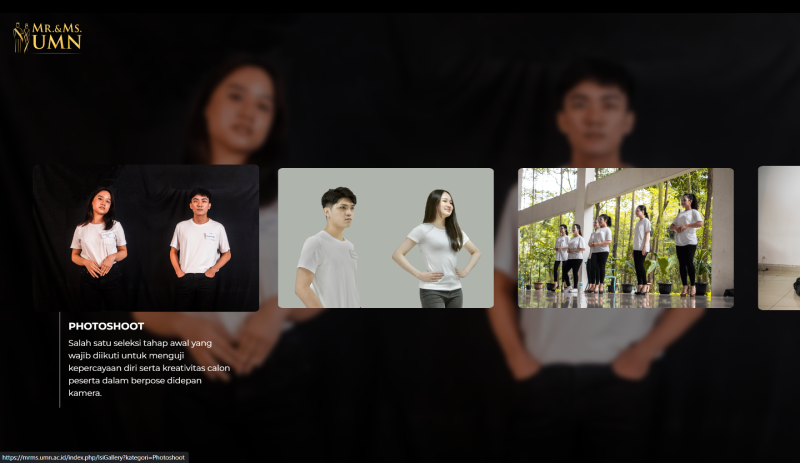 MR.&MS.
UMN
PHOTOSHOOT
Salah satu seleksi tahap awal yang
wajib diikuti untuk menguji
kepercayaan diri serta kreativitas calon
peserta dalam berpose didepan
kamera.
https://mrms.umn.ac.id/index.php/IsiGallery?kategori=Photoshoot